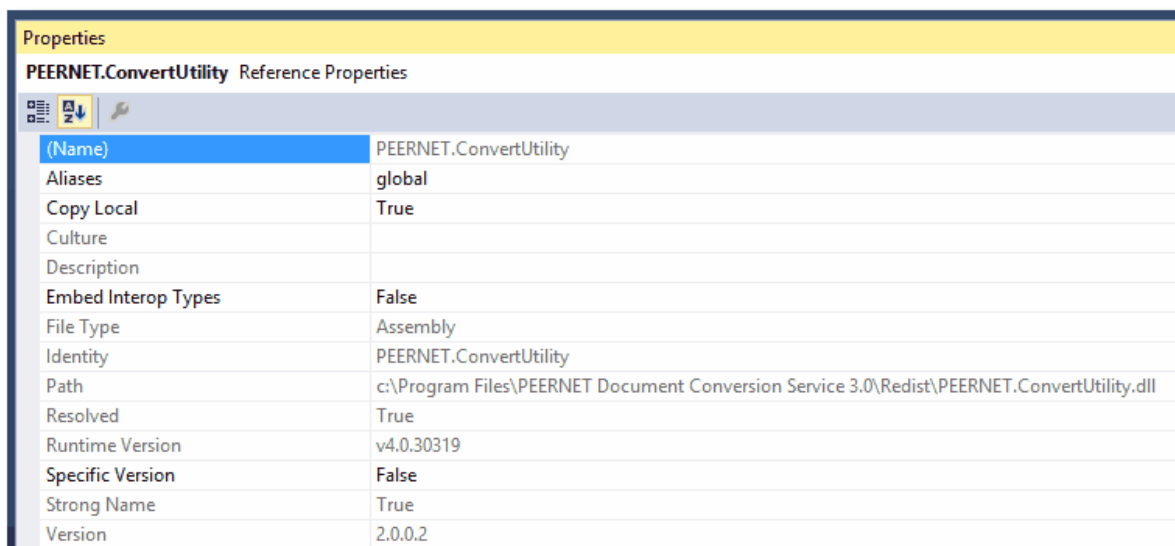 Properties
PEERNET.ConvertUtility Reference Properties
(Name) PEERNET.ConvertUtility
Aliases global
Copy Local True
Culture
Description
Embed Interop Types False
File Type Assembly
Identity PEERNET.ConvertUtility
Path c:\Program Files\PEERNET Document Conversion Service 3.0\Redist\PEERNET.ConvertUtility.dll
Resolved True
Runtime Version v4.0.30319
Specific Version False
Strong Name True
Version 2.0.0.2